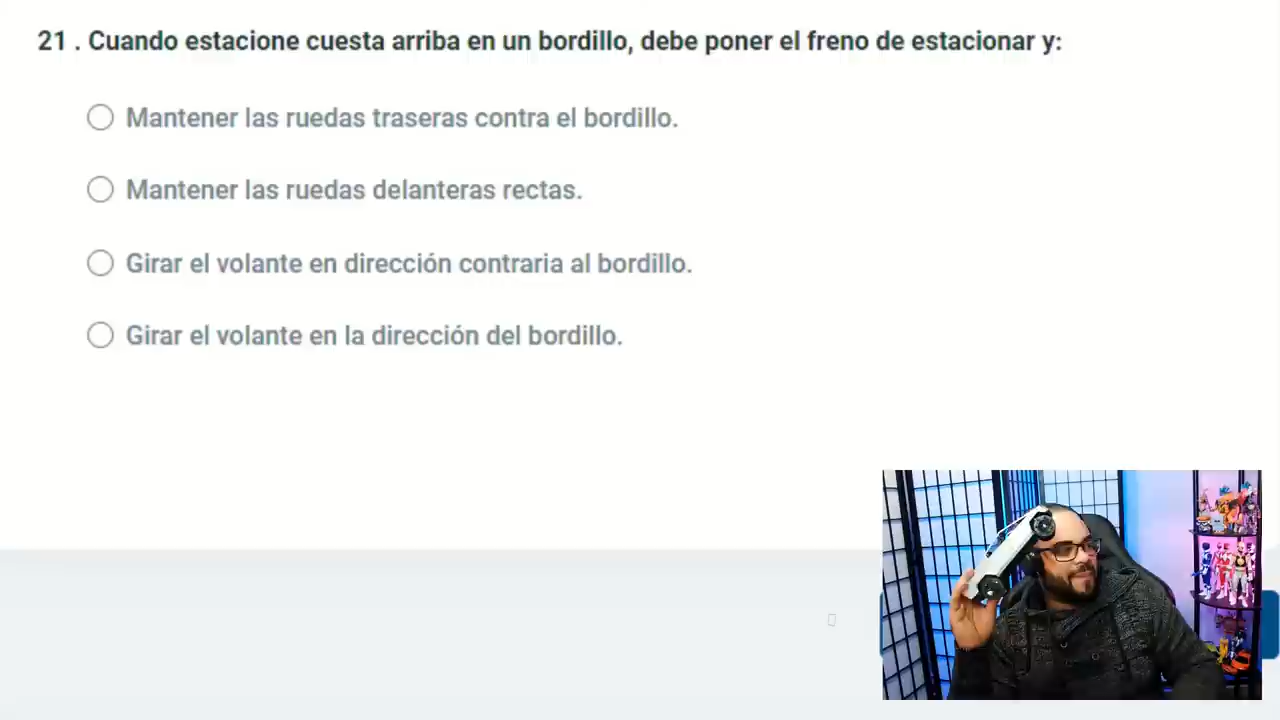 21 . Cuando estacione cuesta arriba en un bordillo, debe poner el freno de estacionar y:
Mantener las ruedas traseras contra el bordillo.
Mantener las ruedas delanteras rectas.
Girar el volante en dirección contraria al bordillo.
Girar el volante en la dirección del bordillo.